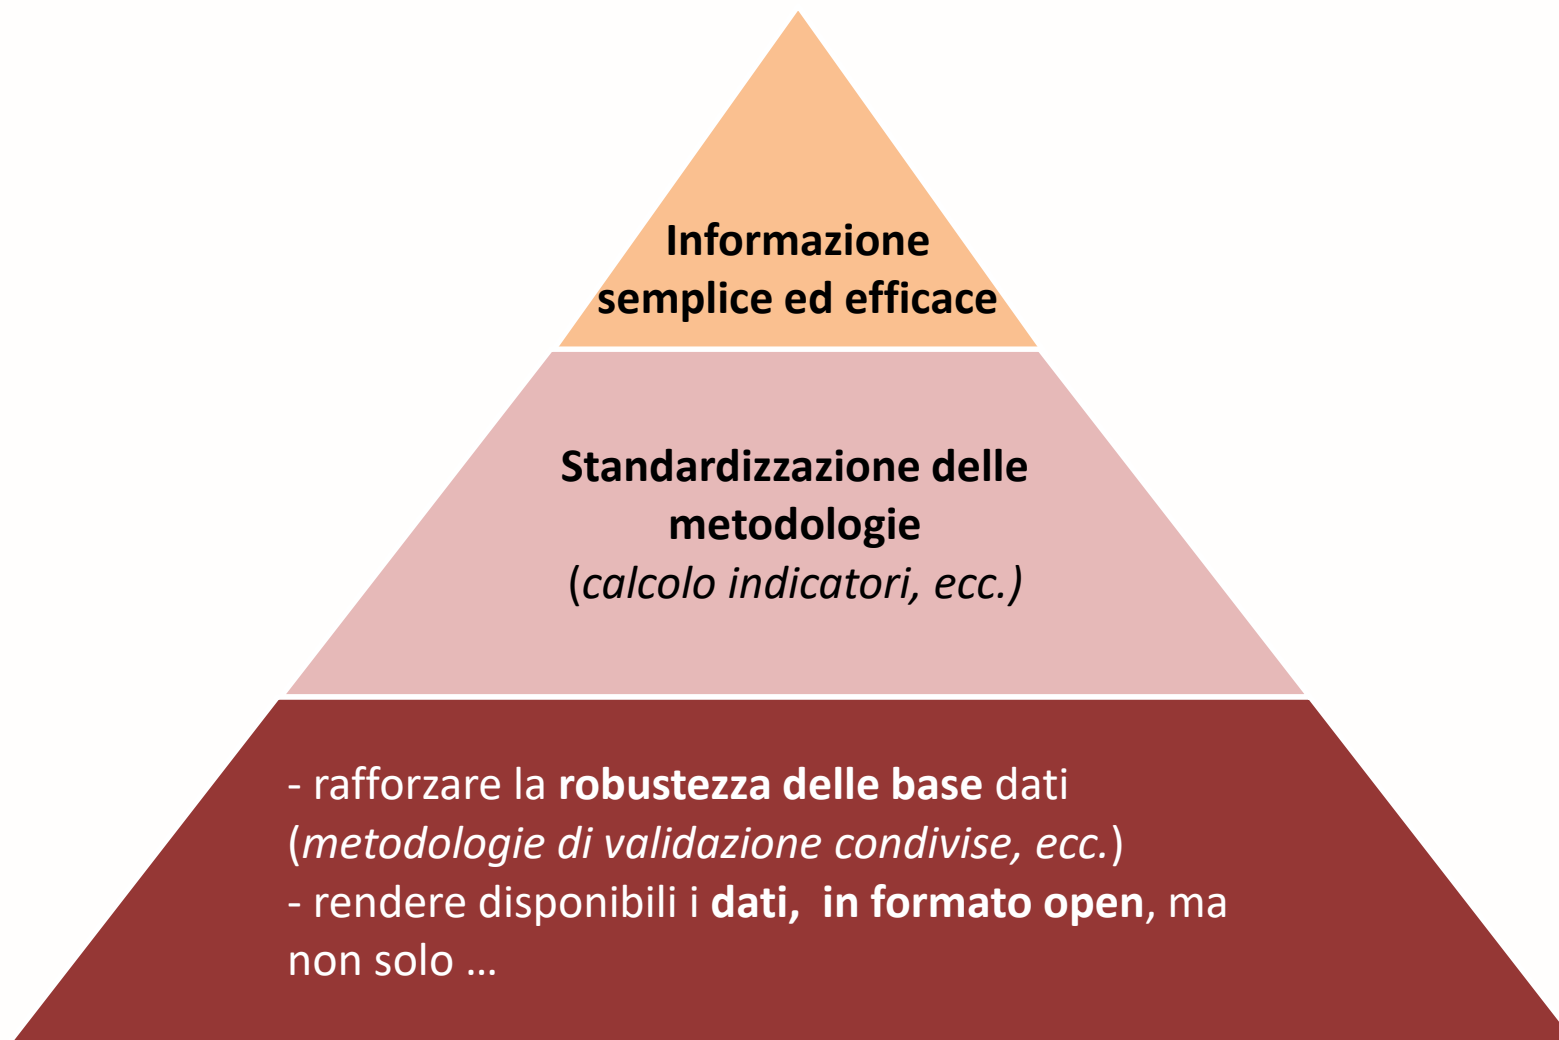 Informazione
semplice ed efficace
Standardizzazione delle
metodologie
(calcolo indicatori, ecc.)
- rafforzare la robustezza delle base dati
(metodologie di validazione condivise, ecc.)
- rendere disponibili i dati,  in formato open, ma
non solo …